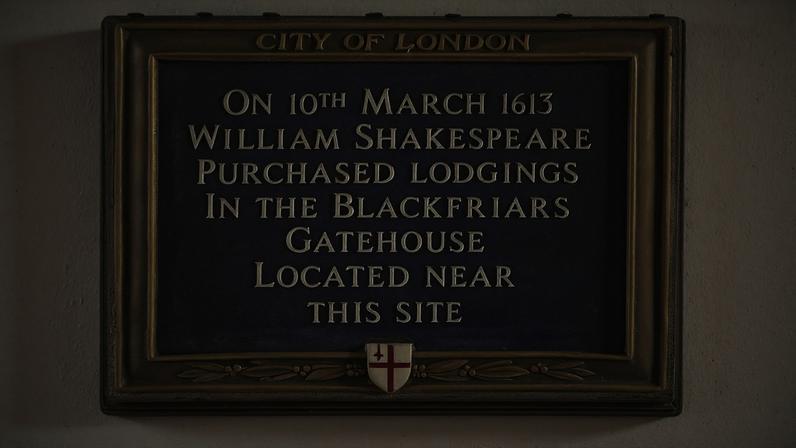 CITY OF LONDON
ON 10TH MARCH 1613
WILLIAM SHAKESPEARE
PURCHASED LODGINGS
IN THE BLACKFRIARS
GATEHOUSE
LOCATED NEAR
THIS SITE